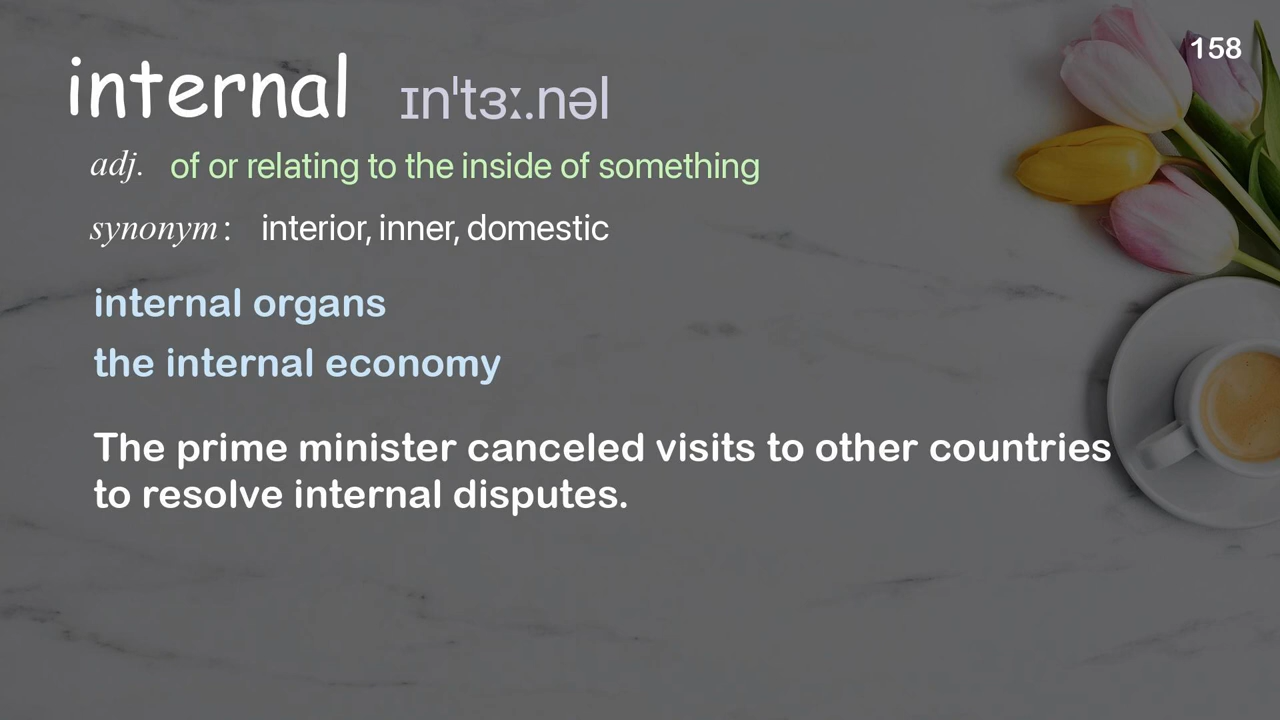 158
internal ɪnˈtɜː.nəl
adj. of or relating to the inside of something
synonym : interior, inner, domestic
internal organs
the internal economy
The prime minister canceled visits to other countries
to resolve internal disputes.